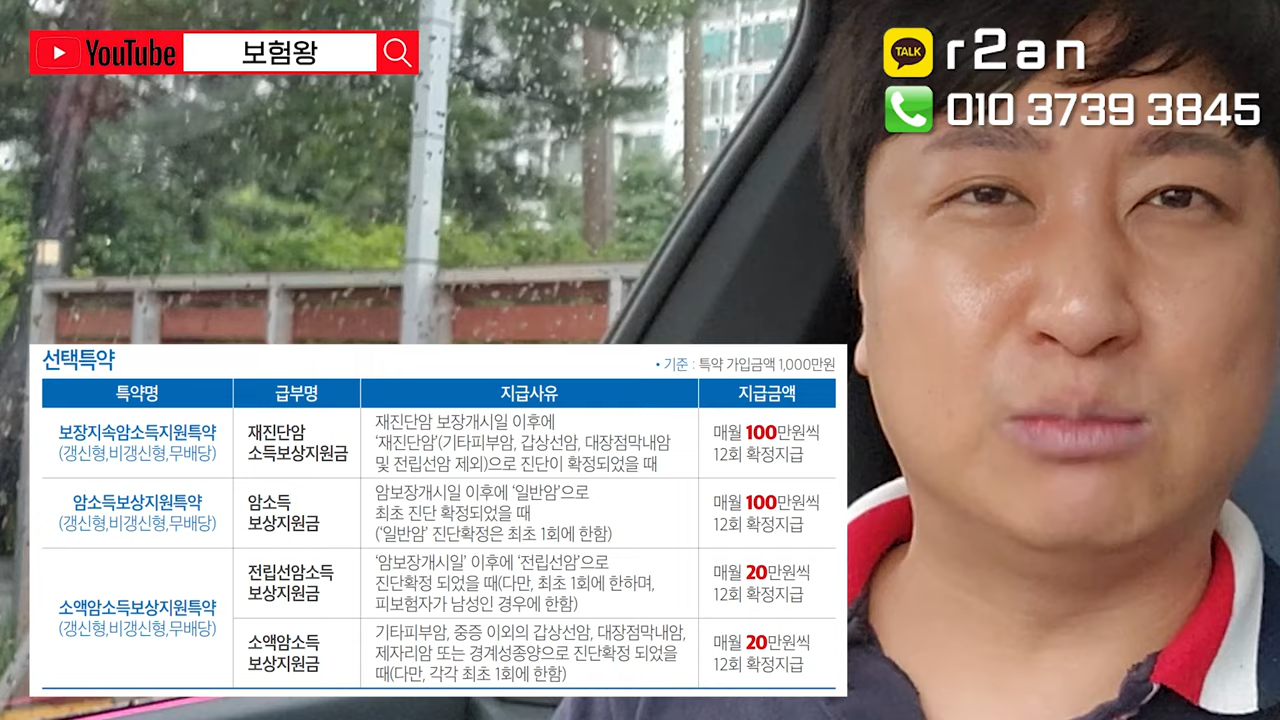 YouTube 보험왕
TALK r2an
010 3739 3845
선택특약
• 기준 : 특약 가입금액 1,000만원
특약명 급부명 지급사유 지급금액
보장지속암소득지원특약
(갱신형,비갱신형,무배당)
재진단암
소득보상지원금
재진단암 보장개시일 이후에
‘재진단암’(기타피부암, 갑상선암, 대장점막내암
및 전립선암 제외)으로 진단이 확정되었을 때
매월 100만원씩
12회 확정지급
암소득보상지원특약
(갱신형,비갱신형,무배당)
암소득
보상지원금
암보장개시일 이후에 ‘일반암’으로
최초 진단 확정되었을 때
(‘일반암’ 진단확정은 최초 1회에 한함)
매월 100만원씩
12회 확정지급
소액암소득보상지원특약
(갱신형,비갱신형,무배당)
전립선암소득
보상지원금
‘암보장개시일’ 이후에 ‘전립선암’으로
진단확정 되었을 때(다만, 최초 1회에 한하며,
피보험자가 남성인 경우에 한함)
매월 20만원씩
12회 확정지급
소액암소득
보상지원금
기타피부암, 중증 이외의 갑상선암, 대장점막내암,
제자리암 또는 경계성종양으로 진단확정 되었을
때(다만, 각각 최초 1회에 한함)
매월 20만원씩
12회 확정지급